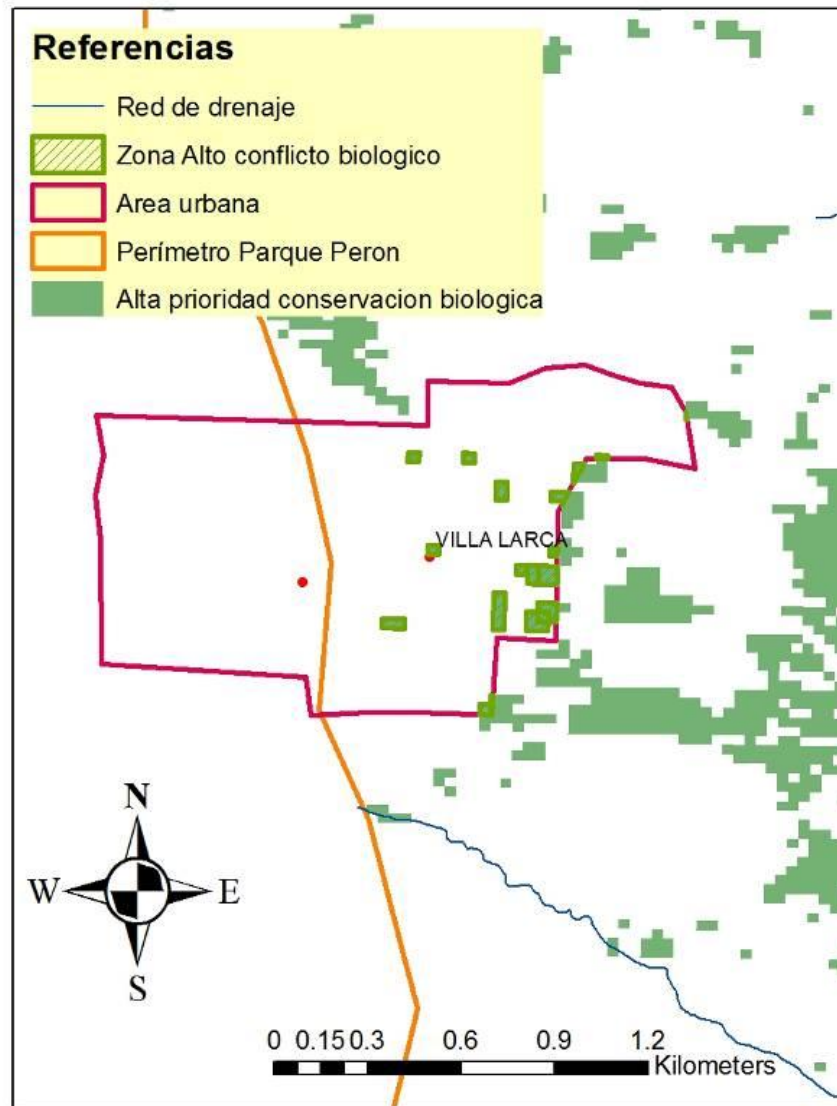 Referencias
Red de drenaje
Zona Alto conflicto biologico
Area urbana
Perímetro Parque Peron
Alta prioridad conservacion biologica
VILLA LARCA
N
W E
S
0 0.15 0.3 0.6 0.9 1.2
Kilometers